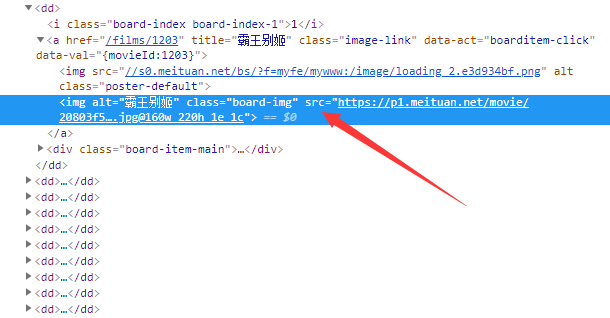 ▼<dd>
<i class="board-index board-index-1">1</i>
▼<a href="/films/1203" title="霸王别姬" class="image-link" data-act="boarditem-click"
data-val="{movieId:1203}">
<img src="//s0.meituan.net/bs/?f=myfe/mywww:/image/loading_2.e3d934bf.png" alt
class="poster-default">
<img alt="霸王别姬" class="board-img" src="https://p1.meituan.net/movie/
20803f5….jpg@160w_220h_1e_1c"> == $0
</a>
▶<div class="board-item-main">…</div>
</dd>
▶<dd>…</dd>
▶<dd>…</dd>
▶<dd>…</dd>
▶<dd>…</dd>
▶<dd>…</dd>
▶<dd>…</dd>
▶<dd>…</dd>
▶<dd>…</dd>
▶<dd>…</dd>